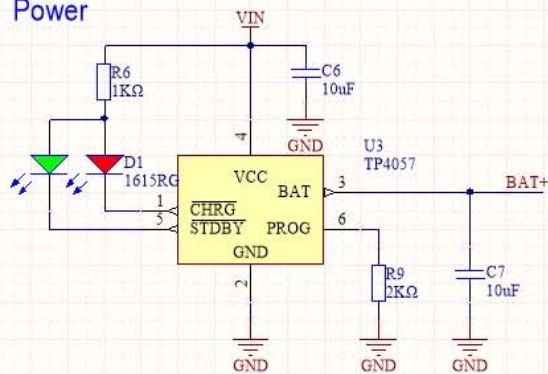 Power
VIN
R6
1KΩ
C6
10uF
GND
U3
TP4057
4
D1
1615RG
VCC
BAT
3
BAT+
1
CHRG
5
STDBY
PROG
6
GND
2
R9
2KΩ
C7
10uF
GND
GND
GND